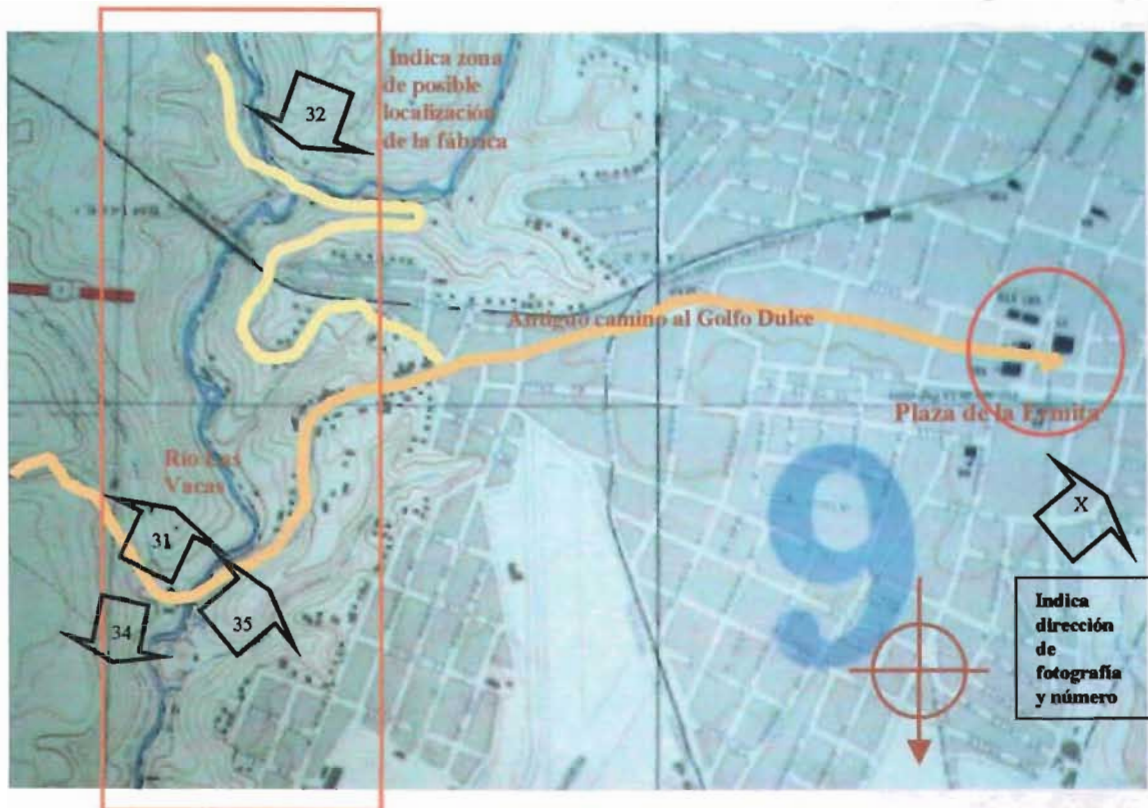 Indica zona
de posible
localización
de la fábrica
32
Antiguo camino al Golfo Dulce
Plaza de la Ermita
Río Las
Vacas
31
34
35
9
X
Indica
dirección
de
fotografía
y número